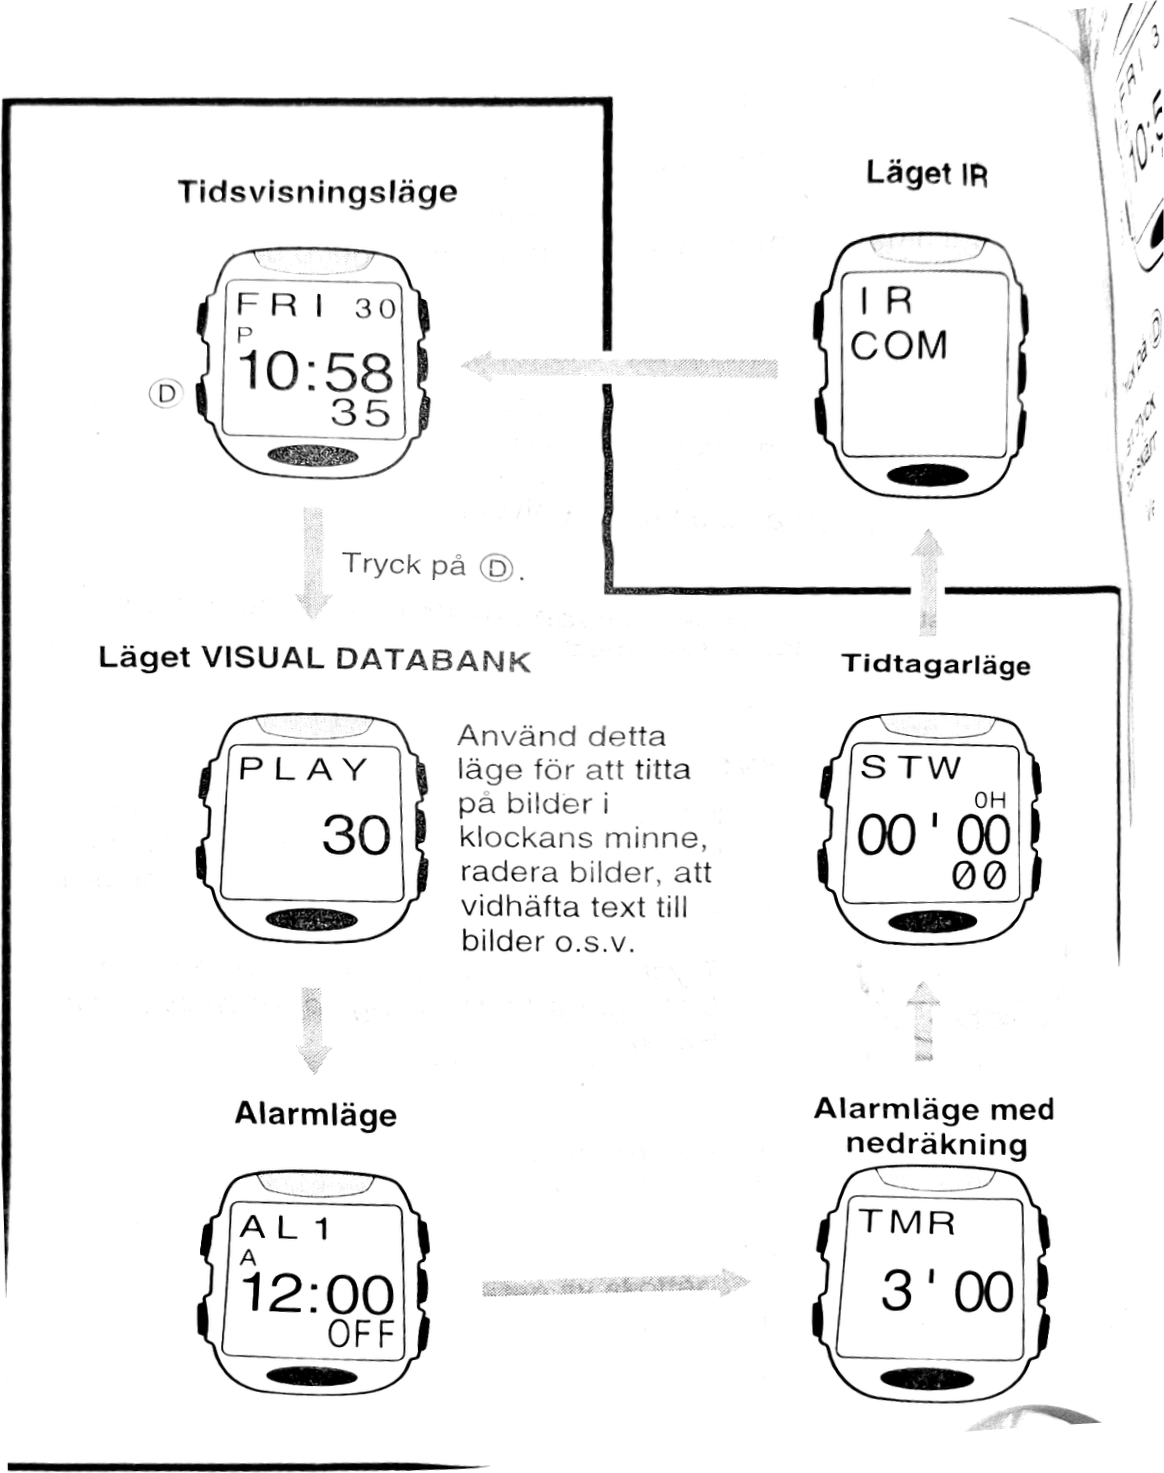 Tidsvisningsläge
FRI 30
P
10:58
35
D
Tryck på D.
Läget VISUAL DATABANK
PLAY
30
Använd detta
läge för att titta
på bilder i
klockans minne,
radera bilder, att
vidhäfta text till
bilder o.s.v.
Alarmläge
AL1
A
12:00
OFF
Alarmläge med
nedräkning
TMR
3'00
Tidtagarläge
STW
0H
00'00
00
Läget IR
IR
COM